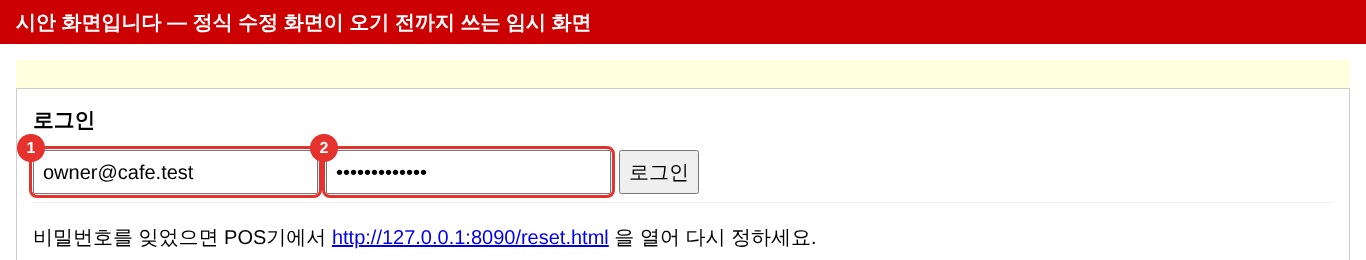 시안 화면입니다 — 정식 수정 화면이 오기 전까지 쓰는 임시 화면
로그인
1 2
owner@cafe.test ••••••••••••• 로그인
비밀번호를 잊었으면 POS기에서 http://127.0.0.1:8090/reset.html 을 열어 다시 정하세요.